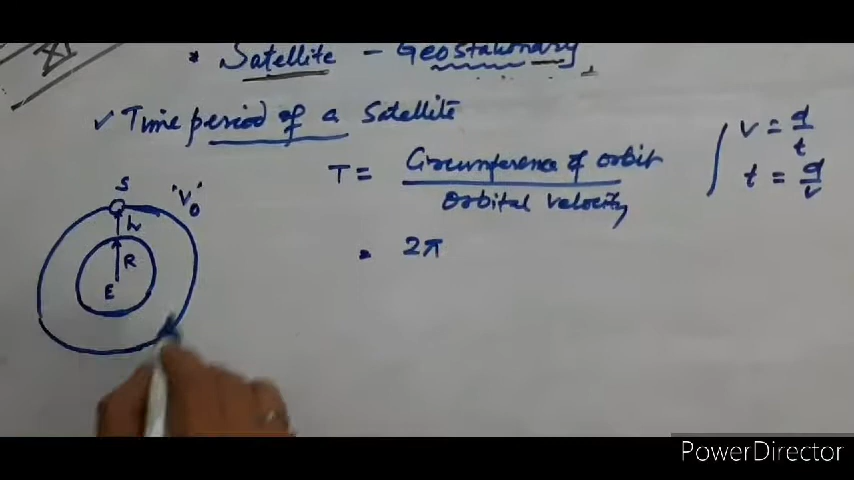 * Satellite - Geostationary
✓ Time period of a Satellite
T = Circumference of orbit / Orbital velocity
v = d/t
t = d/v
= 2π
S
"V₀"
h
R
E
PowerDirector